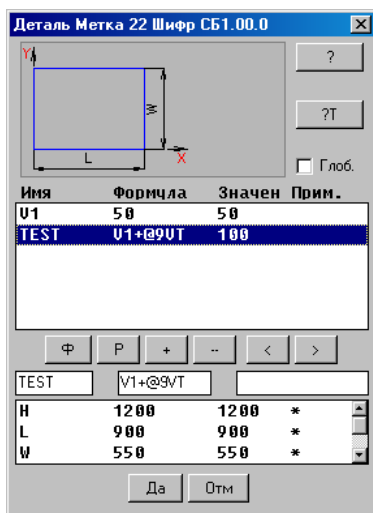 Деталь Метка 22 Шифр СБ1.00.0
Y
?
W
?T
L
X
Глоб.
Имя Формула Значен Прим.
V1 50 50
TEST V1+@9VT 100
Ф Р + -- < >
TEST V1+@9VT
H 1200 1200 *
L 900 900 *
W 550 550 *
Да Отм